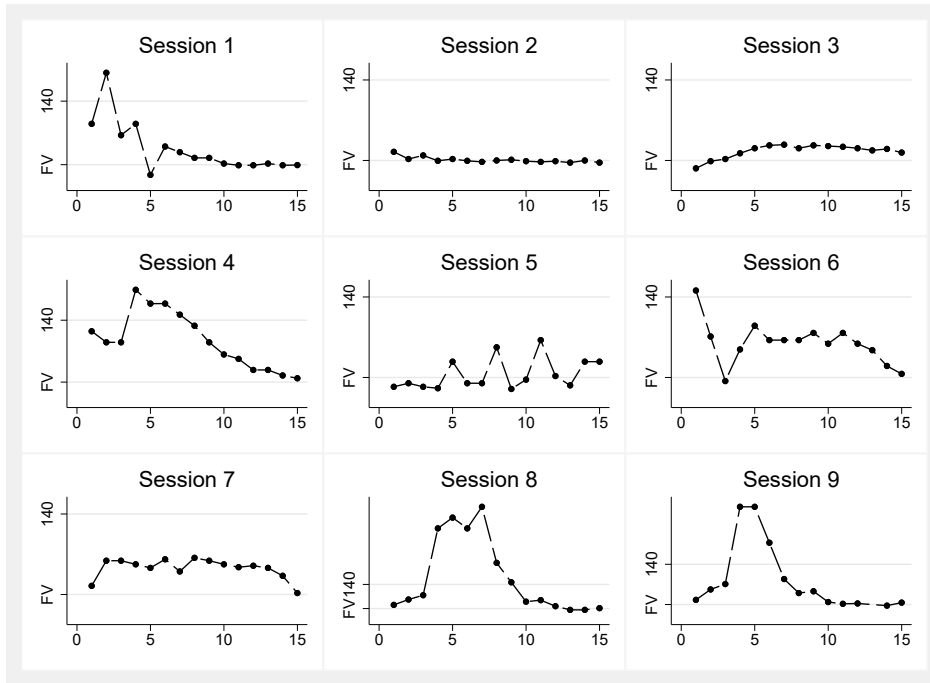 Session 1
140
FV
0 5 10 15
Session 2
140
FV
0 5 10 15
Session 3
140
FV
0 5 10 15
Session 4
140
FV
0 5 10 15
Session 5
140
FV
0 5 10 15
Session 6
140
FV
0 5 10 15
Session 7
140
FV
0 5 10 15
Session 8
140
FV
0 5 10 15
Session 9
140
FV
0 5 10 15